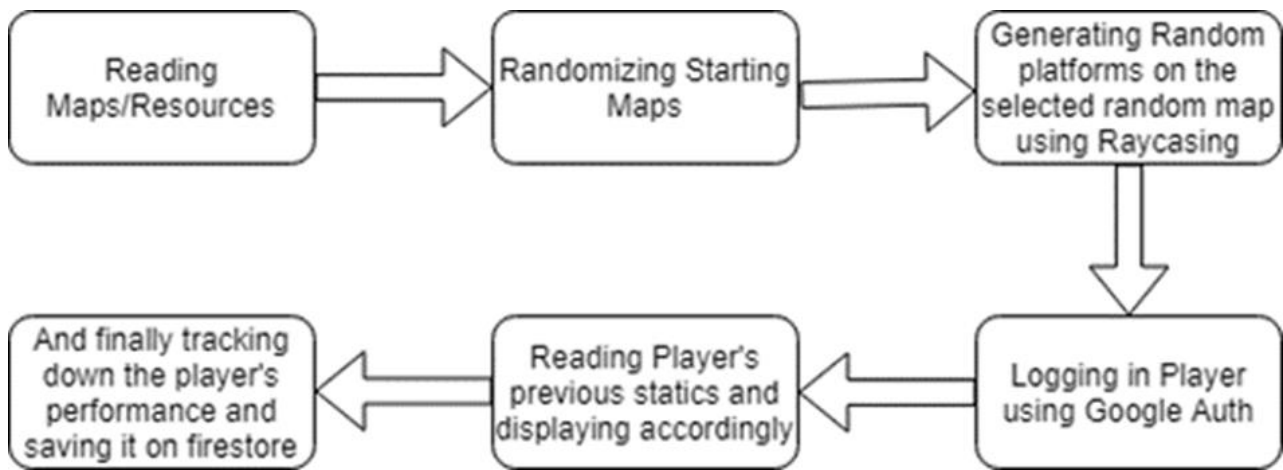 Reading
Maps/Resources
Randomizing Starting
Maps
Generating Random
platforms on the
selected random map
using Raycasing
Logging in Player
using Google Auth
Reading Player's
previous statics and
displaying accordingly
And finally tracking
down the player's
performance and
saving it on firestore